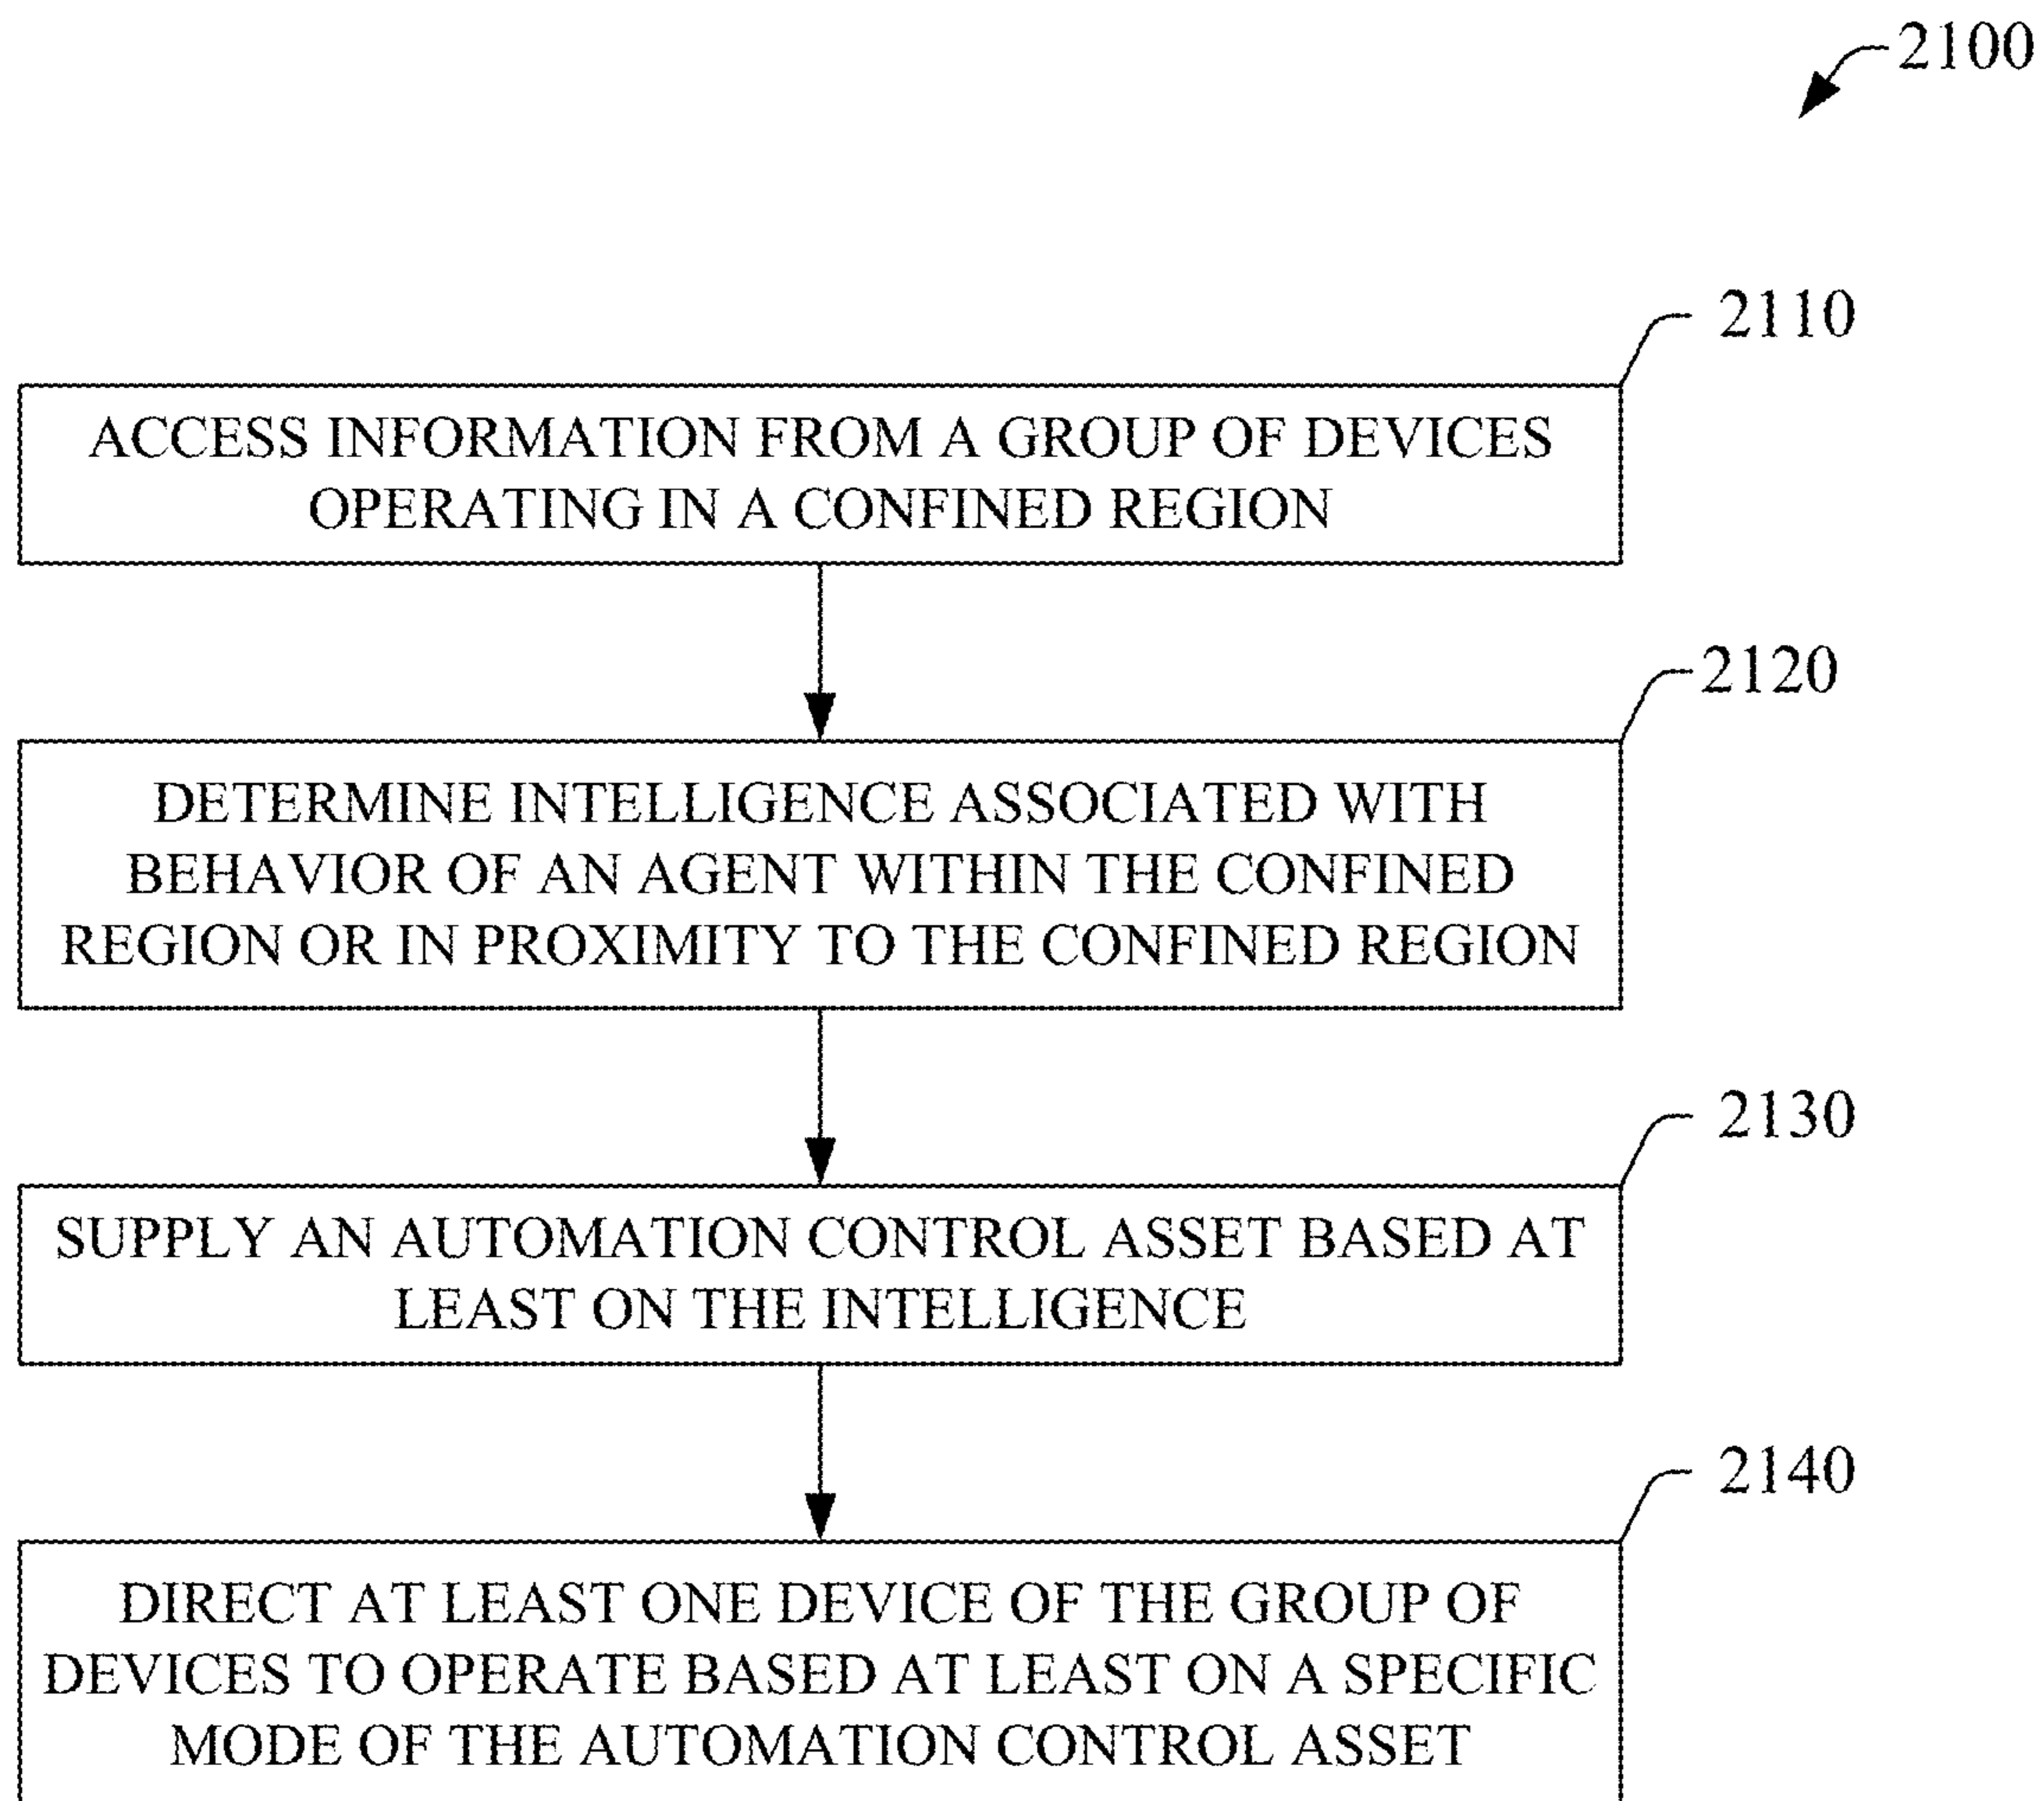 2100
2110
ACCESS INFORMATION FROM A GROUP OF DEVICES
OPERATING IN A CONFINED REGION
2120
DETERMINE INTELLIGENCE ASSOCIATED WITH
BEHAVIOR OF AN AGENT WITHIN THE CONFINED
REGION OR IN PROXIMITY TO THE CONFINED REGION
2130
SUPPLY AN AUTOMATION CONTROL ASSET BASED AT
LEAST ON THE INTELLIGENCE
2140
DIRECT AT LEAST ONE DEVICE OF THE GROUP OF
DEVICES TO OPERATE BASED AT LEAST ON A SPECIFIC
MODE OF THE AUTOMATION CONTROL ASSET